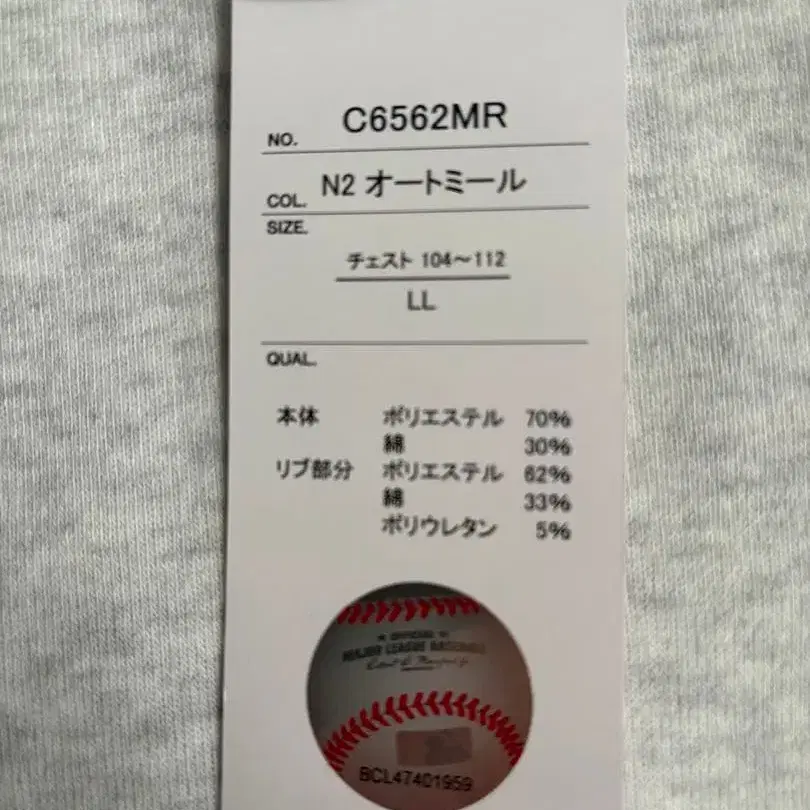 NO. C6562MR
COL. N2 オートミール
SIZE.
チェスト 104～112
LL
QUAL.
本体 ポリエステル 70%
綿 30%
リブ部分 ポリエステル 62%
綿 33%
ポリウレタン 5%
OFFICIAL
MAJOR LEAGUE BASEBALL
BCL47401959